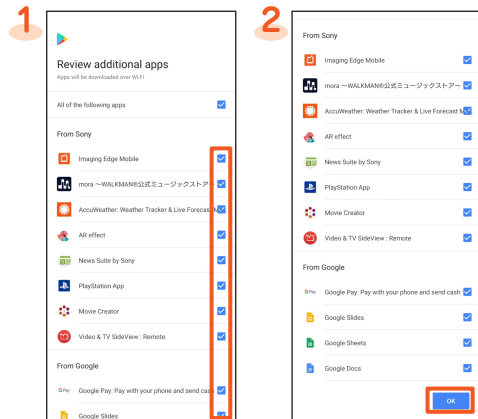 1
Review additional apps
Apps will be downloaded over Wi-Fi
All of the following apps
From Sony
Imaging Edge Mobile
mora ～WALKMAN®公式ミュージックストア～
AccuWeather: Weather Tracker & Live Forecas
AR effect
News Suite by Sony
PlayStation App
Movie Creator
Video & TV SideView : Remote
From Google
G Pay Google Pay: Pay with your phone and send cas
Google Slides
2
From Sony
Imaging Edge Mobile
mora ～WALKMAN®公式ミュージックストア～
AccuWeather: Weather Tracker & Live Forecast
AR effect
News Suite by Sony
PlayStation App
Movie Creator
Video & TV SideView : Remote
From Google
G Pay Google Pay: Pay with your phone and send cash
Google Slides
Google Sheets
Google Docs
OK